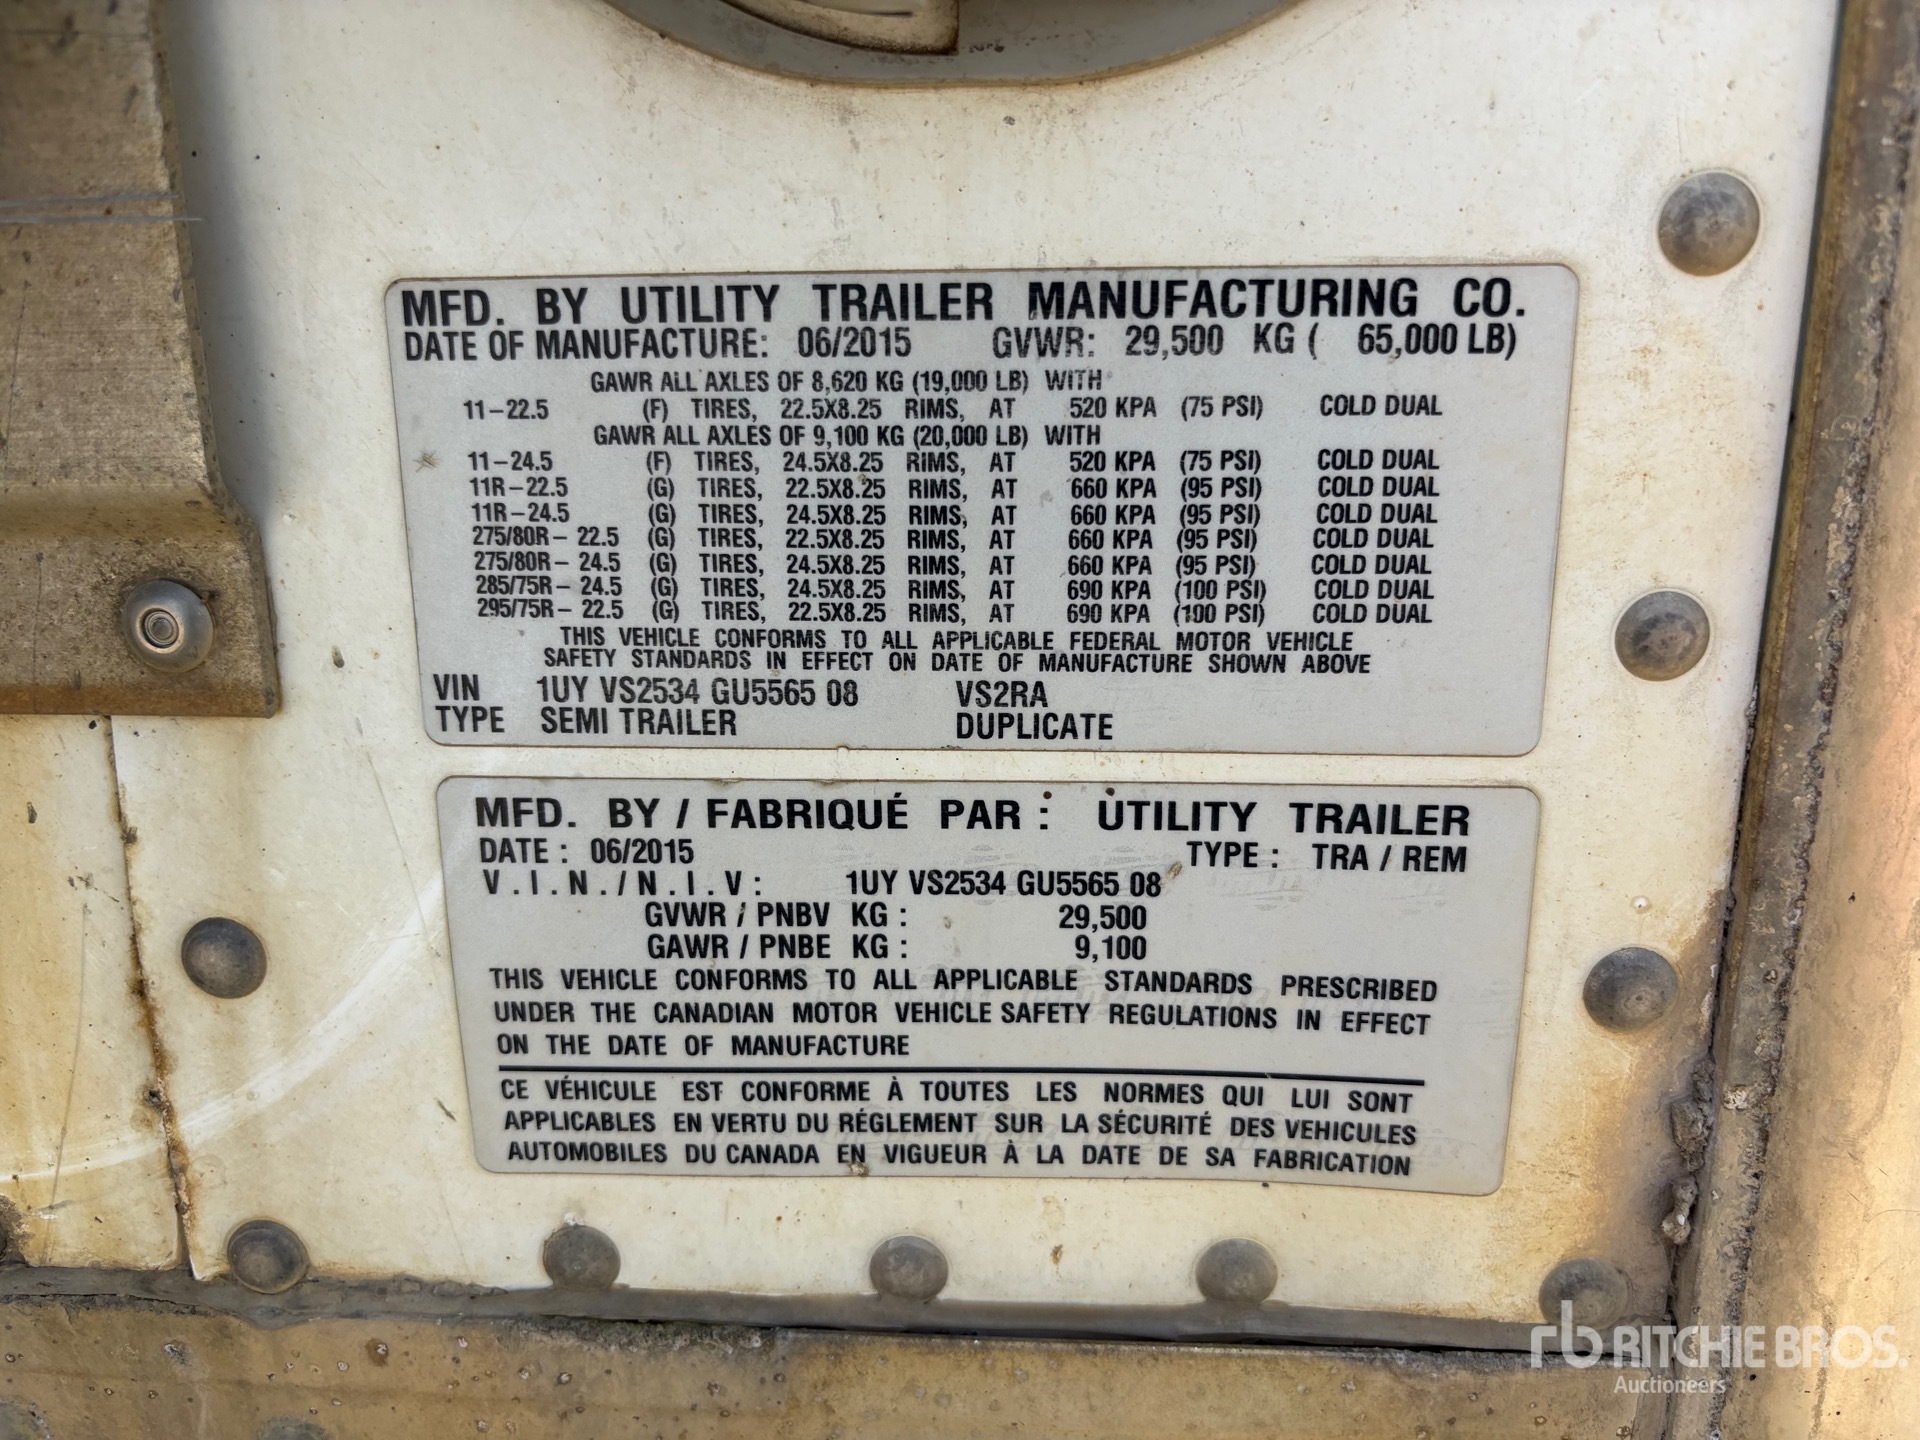 MFD. BY UTILITY TRAILER MANUFACTURING CO.
DATE OF MANUFACTURE: 06/2015 GVWR: 29,500 KG ( 65,000 LB)
GAWR ALL AXLES OF 8,620 KG (19,000 LB) WITH
11-22.5 (F) TIRES, 22.5X8.25 RIMS, AT 520 KPA (75 PSI) COLD DUAL
GAWR ALL AXLES OF 9,100 KG (20,000 LB) WITH
11-24.5 (F) TIRES, 24.5X8.25 RIMS, AT 520 KPA (75 PSI) COLD DUAL
11R-22.5 (G) TIRES, 22.5X8.25 RIMS, AT 660 KPA (95 PSI) COLD DUAL
11R-24.5 (G) TIRES, 24.5X8.25 RIMS, AT 660 KPA (95 PSI) COLD DUAL
275/80R- 22.5 (G) TIRES, 22.5X8.25 RIMS, AT 660 KPA (95 PSI) COLD DUAL
275/80R- 24.5 (G) TIRES, 24.5X8.25 RIMS, AT 660 KPA (95 PSI) COLD DUAL
285/75R- 24.5 (G) TIRES, 24.5X8.25 RIMS, AT 690 KPA (100 PSI) COLD DUAL
295/75R- 22.5 (G) TIRES, 22.5X8.25 RIMS, AT 690 KPA (100 PSI) COLD DUAL
THIS VEHICLE CONFORMS TO ALL APPLICABLE FEDERAL MOTOR VEHICLE
SAFETY STANDARDS IN EFFECT ON DATE OF MANUFACTURE SHOWN ABOVE
VIN 1UY VS2534 GU5565 08 VS2RA
TYPE SEMI TRAILER DUPLICATE
MFD. BY / FABRIQUÉ PAR : UTILITY TRAILER
DATE : 06/2015 TYPE : TRA / REM
V.I.N./N.I.V: 1UY VS2534 GU5565 08
GVWR / PNBV KG : 29,500
GAWR / PNBE KG : 9,100
THIS VEHICLE CONFORMS TO ALL APPLICABLE STANDARDS PRESCRIBED
UNDER THE CANADIAN MOTOR VEHICLE SAFETY REGULATIONS IN EFFECT
ON THE DATE OF MANUFACTURE
CE VÉHICULE EST CONFORME À TOUTES LES NORMES QUI LUI SONT
APPLICABLES EN VERTU DU RÉGLEMENT SUR LA SÉCURITÉ DES VEHICULES
AUTOMOBILES DU CANADA EN VIGUEUR À LA DATE DE SA FABRICATION
rb RITCHIE BROS.
Auctioneers